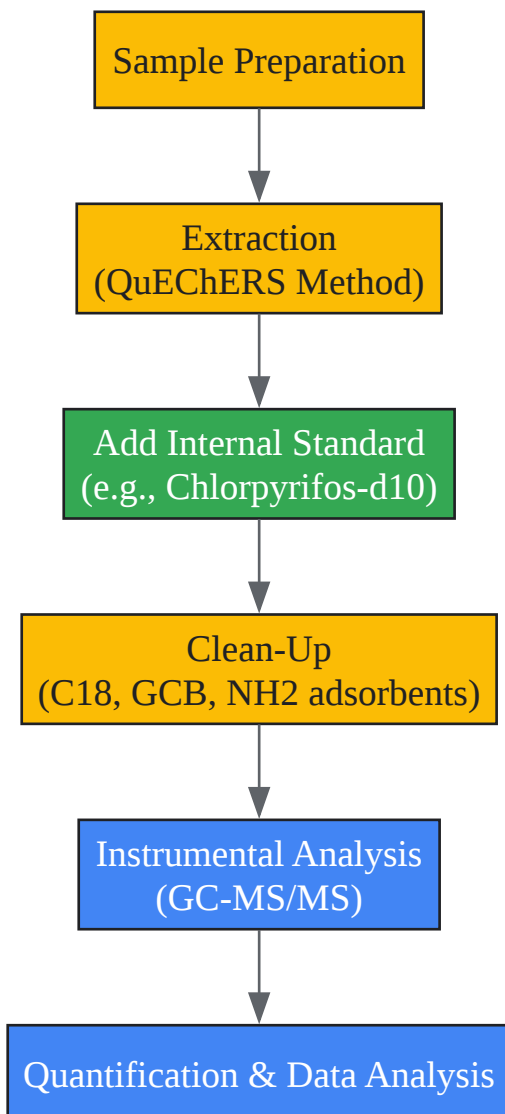 Sample Preparation
Extraction
(QuEChERS Method)
Add Internal Standard
(e.g., Chlorpyrifos-d10)
Clean-Up
(C18, GCB, NH2 adsorbents)
Instrumental Analysis
(GC-MS/MS)
Quantification & Data Analysis